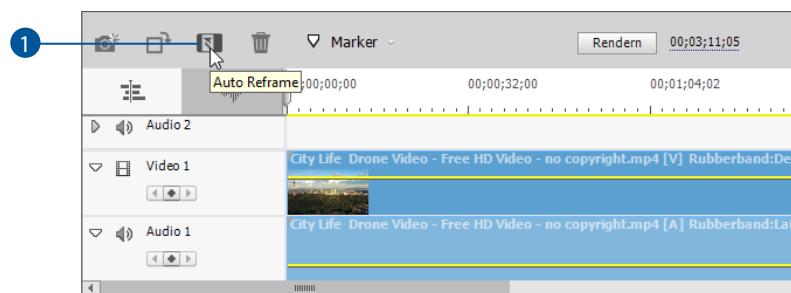 1
Marker
Rendern
00;03;11;05
Auto Reframe
;00;00;00
00;00;32;00
00;01;04;02
Audio 2
Video 1
City Life Drone Video - Free HD Video - no copyright.mp4 [V] Rubberband:De
Audio 1
City Life Drone Video - Free HD Video - no copyright.mp4 [A] Rubberband:La